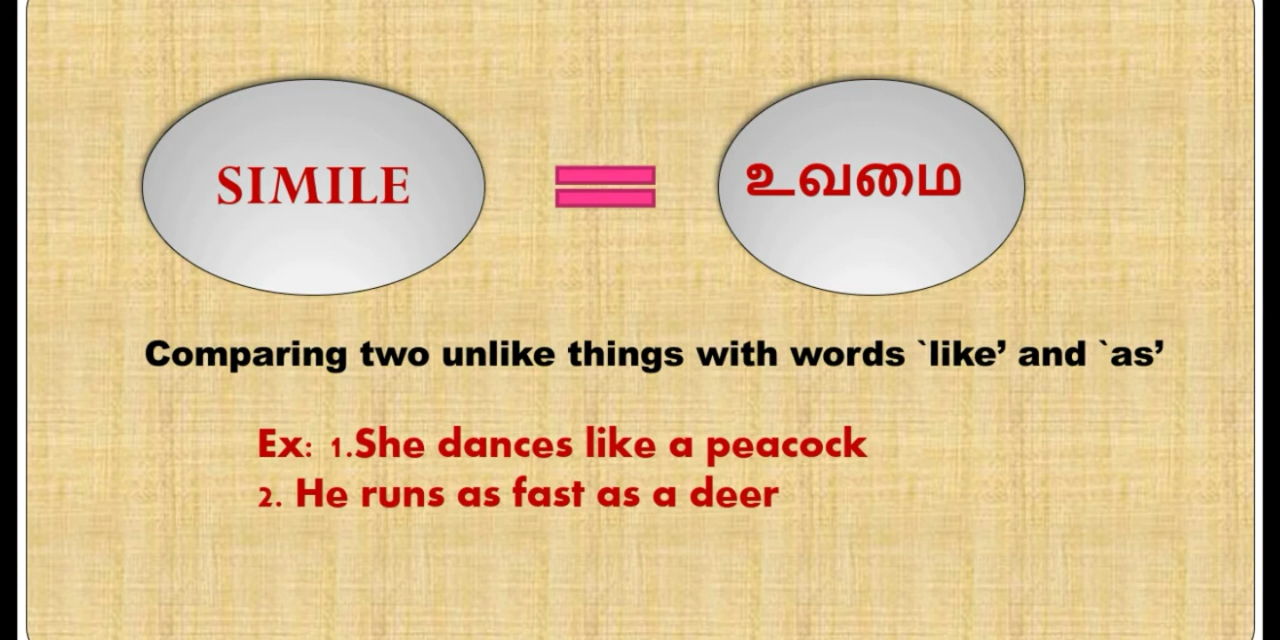 SIMILE
உவமை
Comparing two unlike things with words `like’ and `as’
Ex: 1.She dances like a peacock
2. He runs as fast as a deer